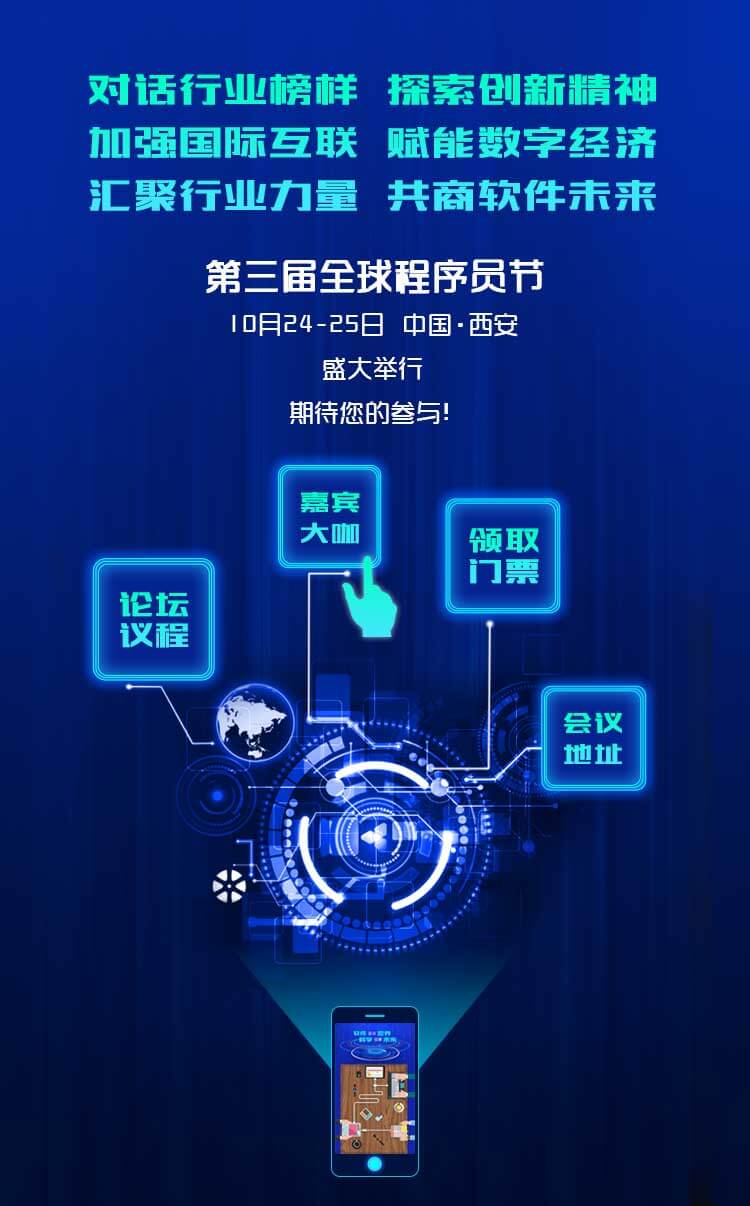 对话行业榜样 探索创新精神
加强国际互联 赋能数字经济
汇聚行业力量 共商软件未来
第三届全球程序员节
10月24-25日 中国·西安
盛大举行
期待您的参与!
嘉宾
大咖
领取
门票
论坛
议程
会议
地址